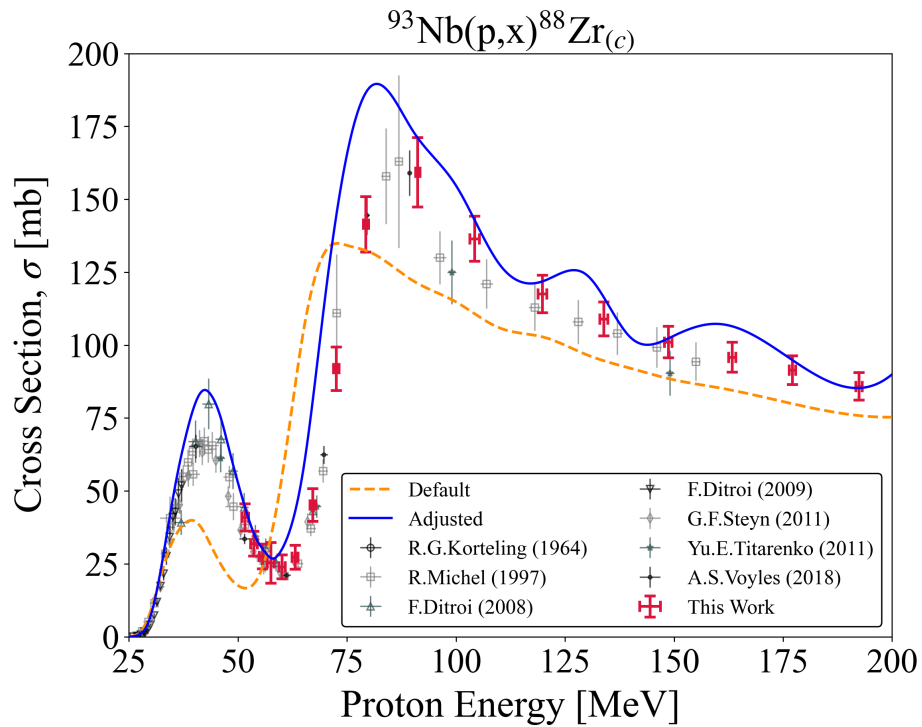 ⁹³Nb(p,x)⁸⁸Zr₍c₎
Cross Section, σ [mb]
200
175
150
125
100
75
50
25
0
Default
Adjusted
R.G.Korteling (1964)
R.Michel (1997)
F.Ditroi (2008)
F.Ditroi (2009)
G.F.Steyn (2011)
Yu.E.Titarenko (2011)
A.S.Voyles (2018)
This Work
25 50 75 100 125 150 175 200
Proton Energy [MeV]